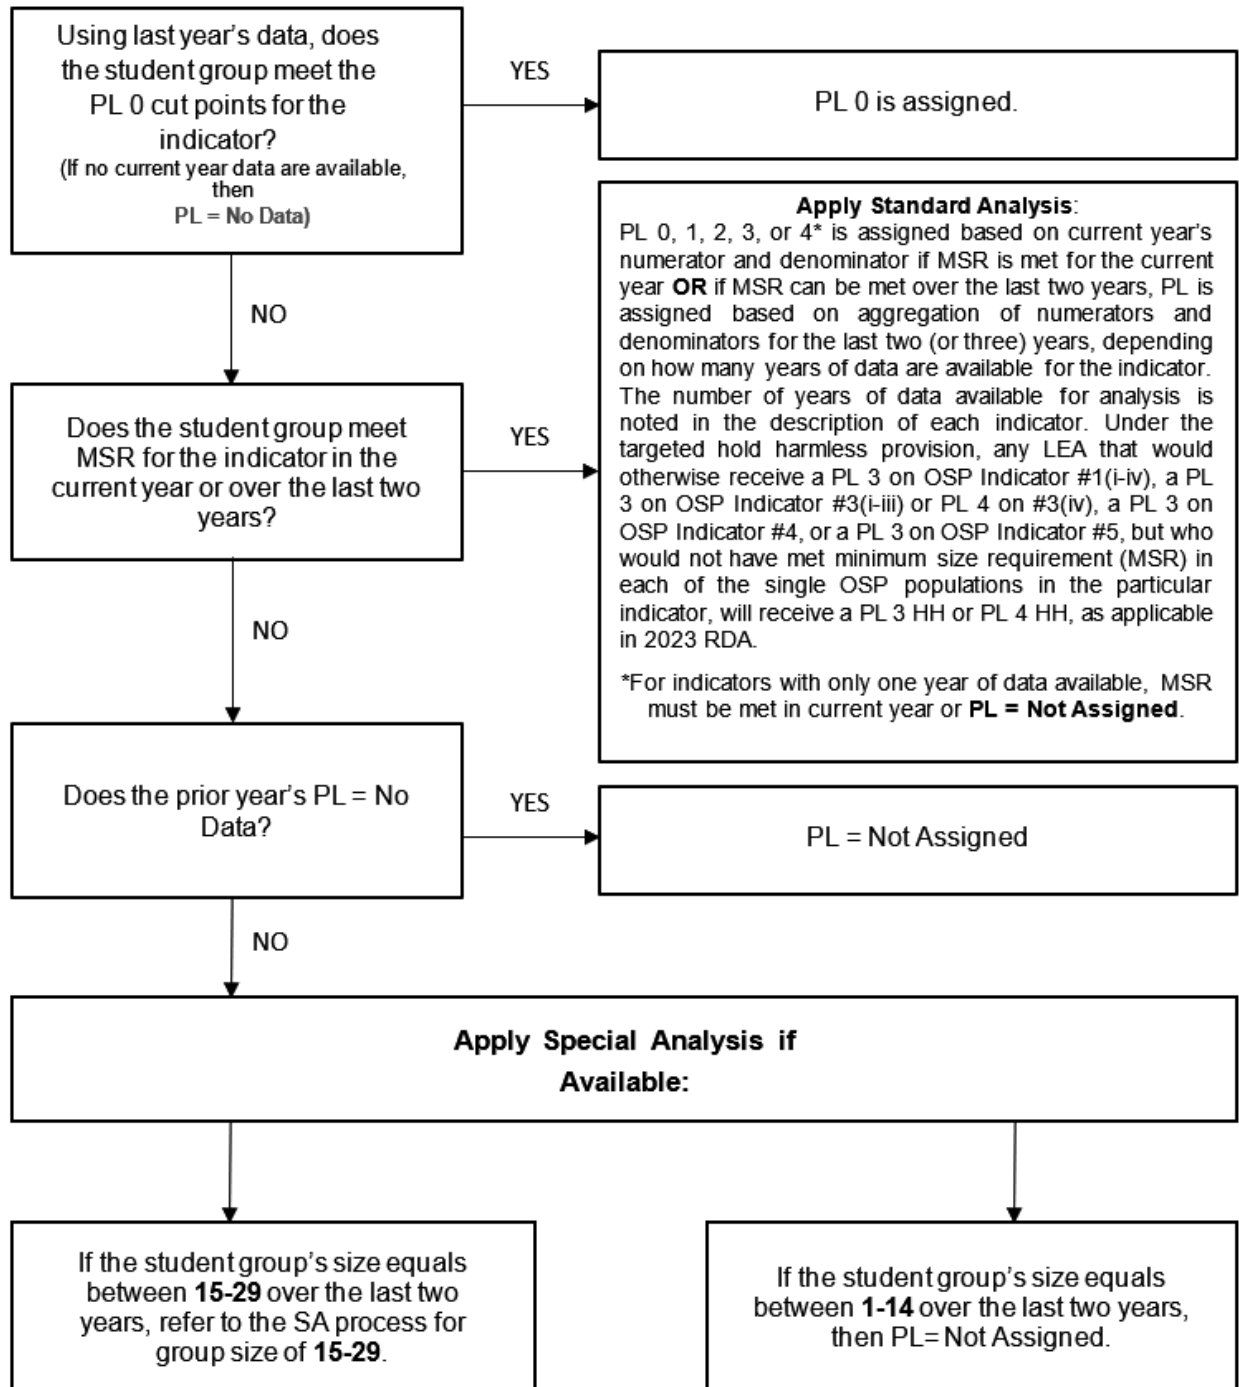 Using last year's data, does
the student group meet the
PL 0 cut points for the
indicator?
(If no current year data are available,
then
PL = No Data)
YES
PL 0 is assigned.
NO
Apply Standard Analysis:
PL 0, 1, 2, 3, or 4* is assigned based on current year's
numerator and denominator if MSR is met for the current
year OR if MSR can be met over the last two years, PL is
assigned based on aggregation of numerators and
denominators for the last two (or three) years, depending
on how many years of data are available for the indicator.
The number of years of data available for analysis is
noted in the description of each indicator. Under the
targeted hold harmless provision, any LEA that would
otherwise receive a PL 3 on OSP Indicator #1(i-iv), a PL
3 on OSP Indicator #3(i-iii) or PL 4 on #3(iv), a PL 3 on
OSP Indicator #4, or a PL 3 on OSP Indicator #5, but who
would not have met minimum size requirement (MSR) in
each of the single OSP populations in the particular
indicator, will receive a PL 3 HH or PL 4 HH, as applicable
in 2023 RDA.
*For indicators with only one year of data available, MSR
must be met in current year or PL = Not Assigned.
Does the student group meet
MSR for the indicator in the
current year or over the last two
years?
YES
NO
Does the prior year's PL = No
Data?
YES
PL = Not Assigned
NO
Apply Special Analysis if
Available:
If the student group's size equals
between 15-29 over the last two
years, refer to the SA process for
group size of 15-29.
If the student group's size equals
between 1-14 over the last two years,
then PL= Not Assigned.